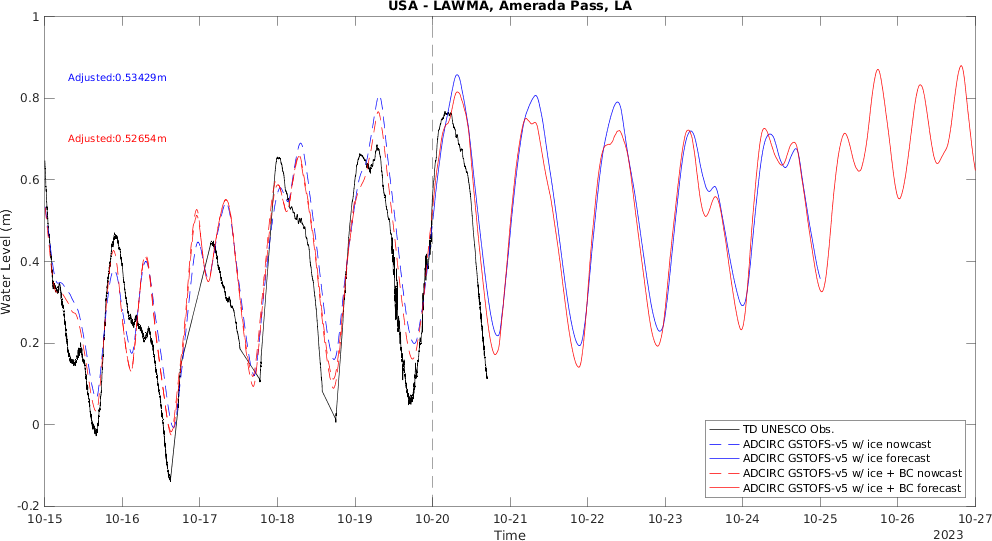 USA - LAWMA, Amerada Pass, LA
1
0.8
0.6
0.4
0.2
0
-0.2
Water Level (m)
Adjusted:0.53429m
Adjusted:0.52654m
TD UNESCO Obs.
ADCIRC GSTOFS-v5 w/ ice nowcast
ADCIRC GSTOFS-v5 w/ ice forecast
ADCIRC GSTOFS-v5 w/ ice + BC nowcast
ADCIRC GSTOFS-v5 w/ ice + BC forecast
10-15 10-16 10-17 10-18 10-19 10-20 10-21 10-22 10-23 10-24 10-25 10-26 10-27
Time
2023